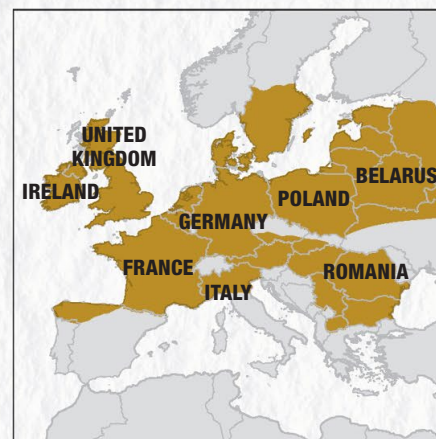 UNITED
KINGDOM
IRELAND
BELARUS
POLAND
GERMANY
FRANCE
ROMANIA
ITALY